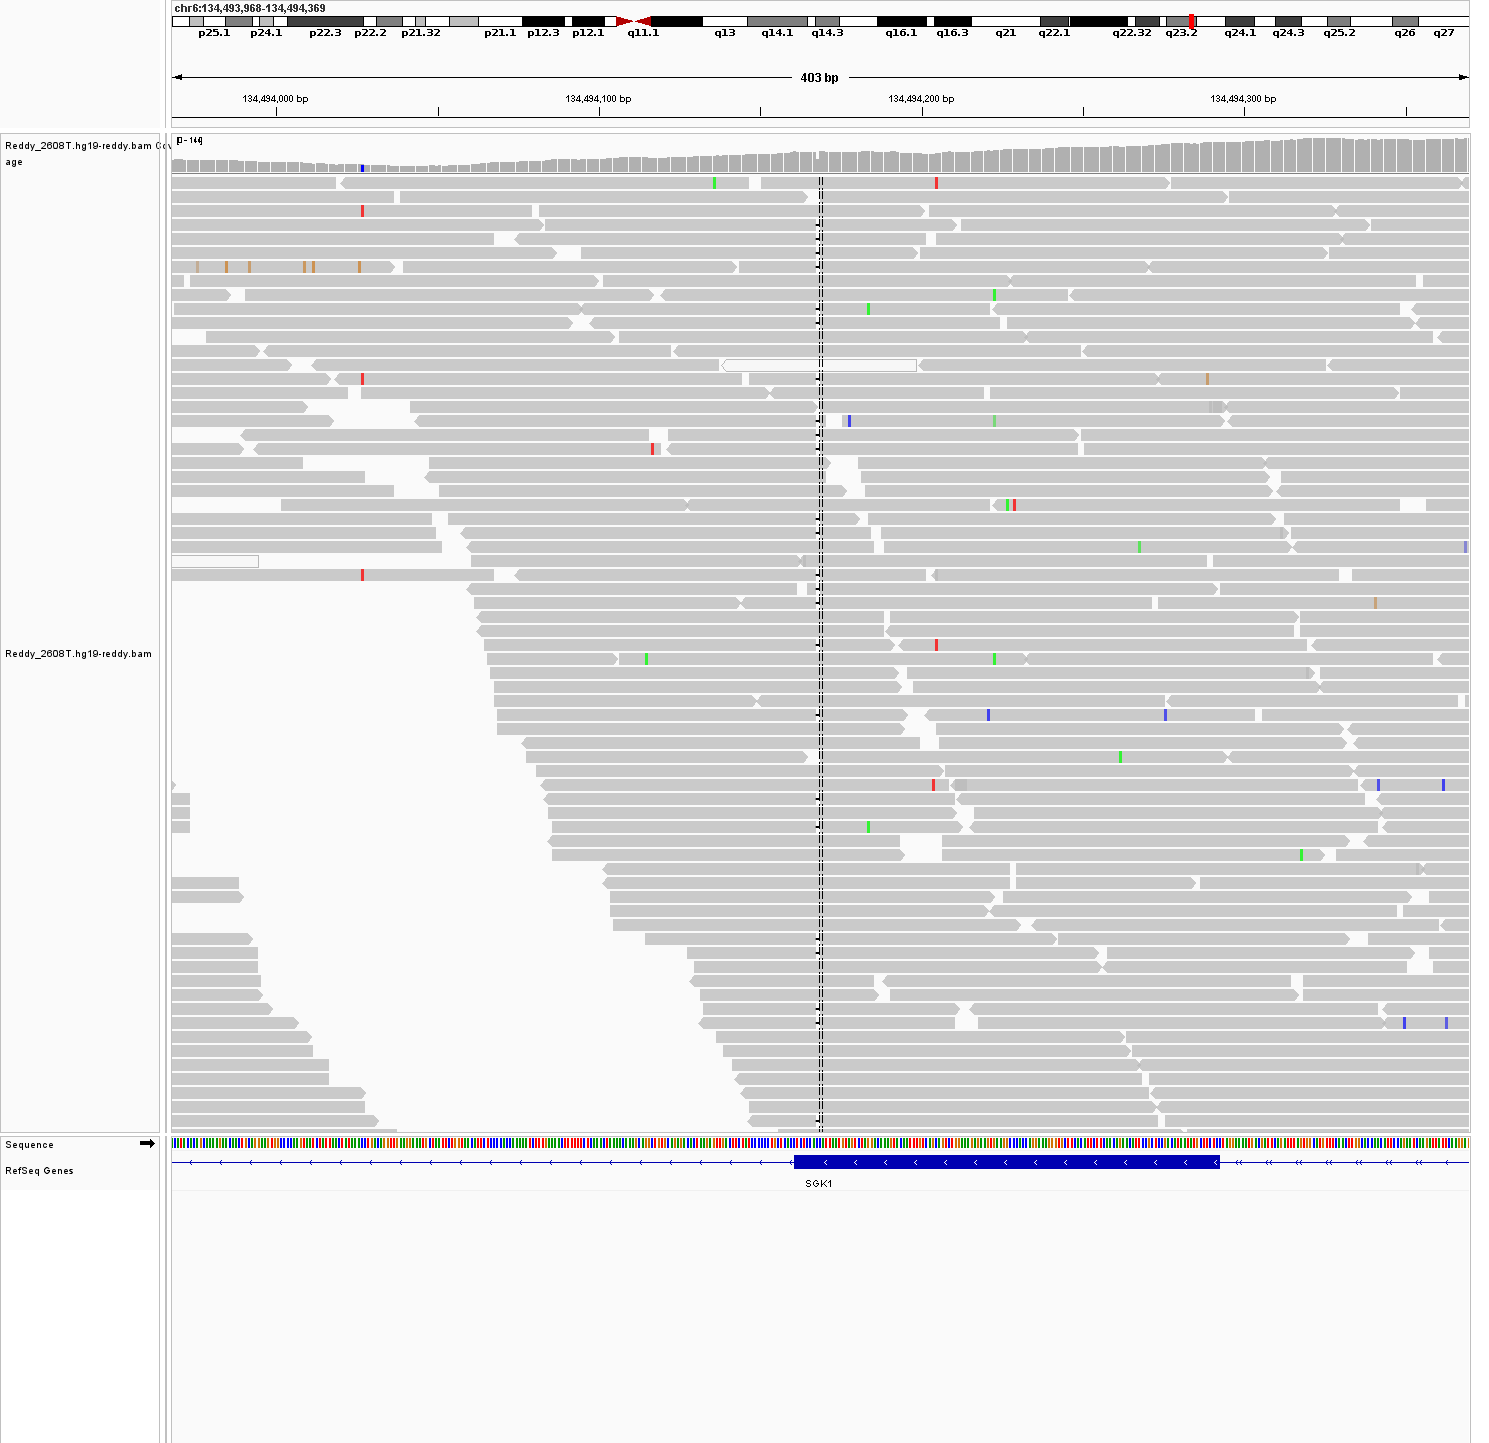 chr6:134,493,968-134,494,369
p25.1 p24.1 p22.3 p22.2 p21.32 p21.1 p12.3 p12.1 q11.1 q13 q14.1 q14.3 q16.1 q16.3 q21 q22.1 q22.32 q23.2 q24.1 q24.3 q25.2 q26 q27
403 bp
134,494,000 bp 134,494,100 bp 134,494,200 bp 134,494,300 bp
Reddy_2608T.hg19-reddy.bam Cov
age
[0 - 144]
Reddy_2608T.hg19-reddy.bam
Sequence
RefSeq Genes
SGK1